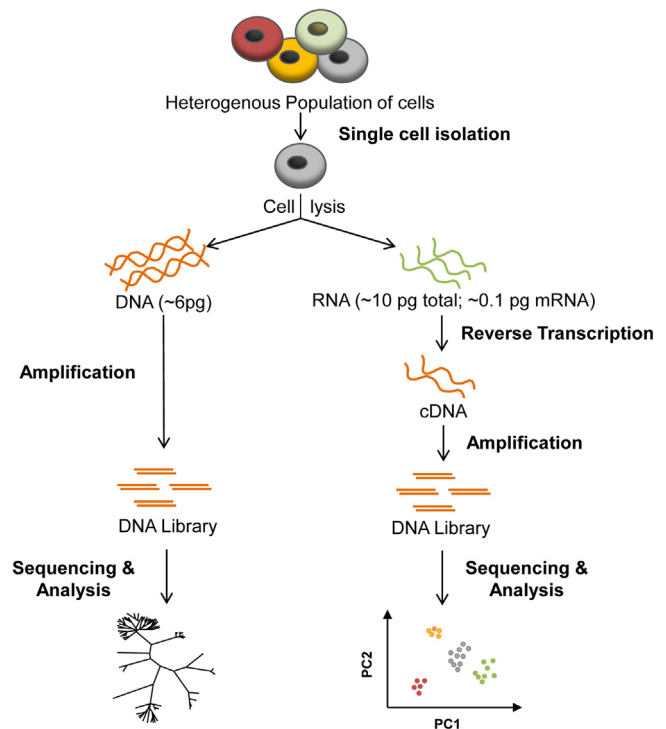 Heterogenous Population of cells
Single cell isolation
Cell lysis
DNA (~6pg)
RNA (~10 pg total; ~0.1 pg mRNA)
Reverse Transcription
Amplification
cDNA
Amplification
DNA Library
DNA Library
Sequencing &
Analysis
Sequencing &
Analysis
PC2
PC1